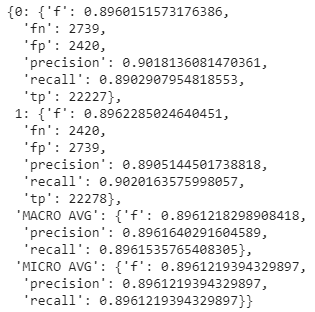 {0: {'f': 0.8960151573176386,
'fn': 2739,
'fp': 2420,
'precision': 0.9018136081470361,
'recall': 0.8902907954818553,
'tp': 22227},
1: {'f': 0.8962285024640451,
'fn': 2420,
'fp': 2739,
'precision': 0.8905144501738818,
'recall': 0.9020163575998057,
'tp': 22278},
'MACRO AVG': {'f': 0.8961218298908418,
'precision': 0.8961640291604589,
'recall': 0.8961535765408305},
'MICRO AVG': {'f': 0.8961219394329897,
'precision': 0.8961219394329897,
'recall': 0.8961219394329897}}